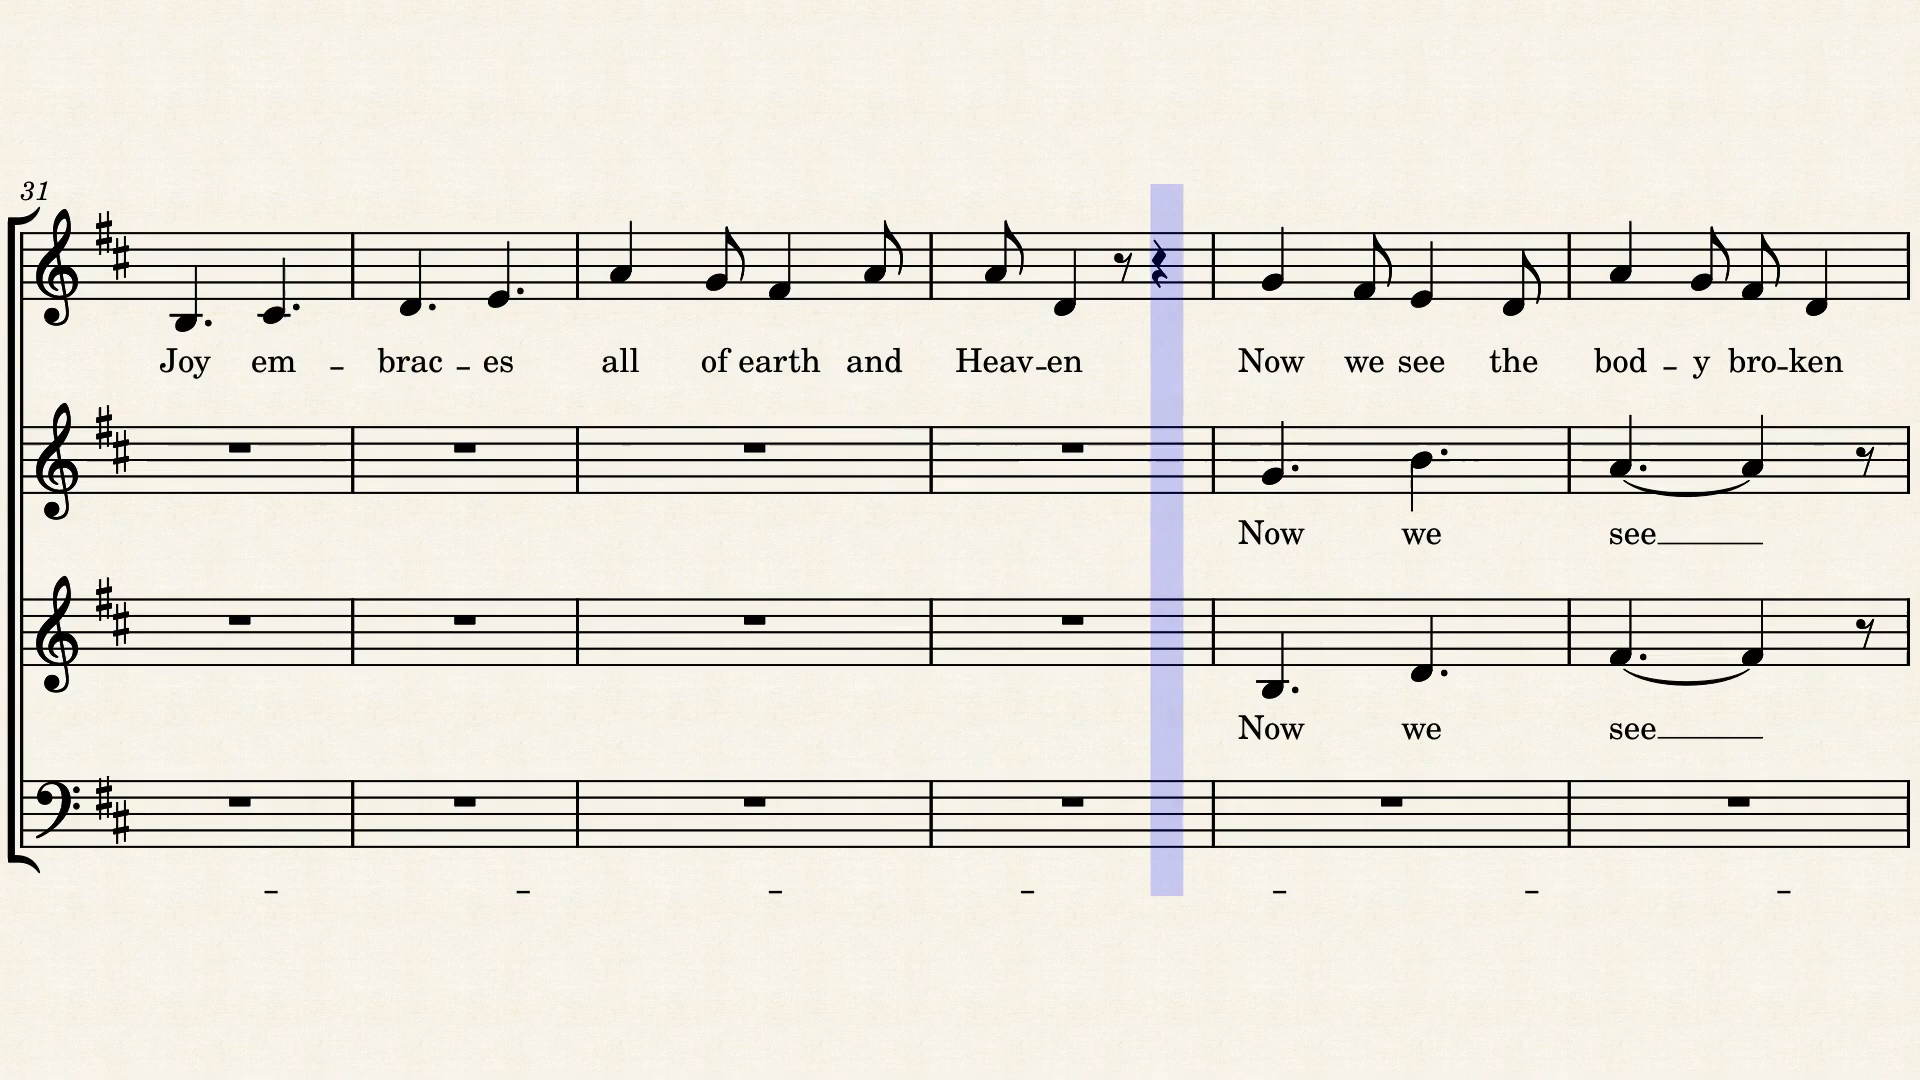 31
Joy em - brac - es all of earth and Heav-en Now we see the bod - y bro-ken
Now we see
Now we see
- - - - - - -